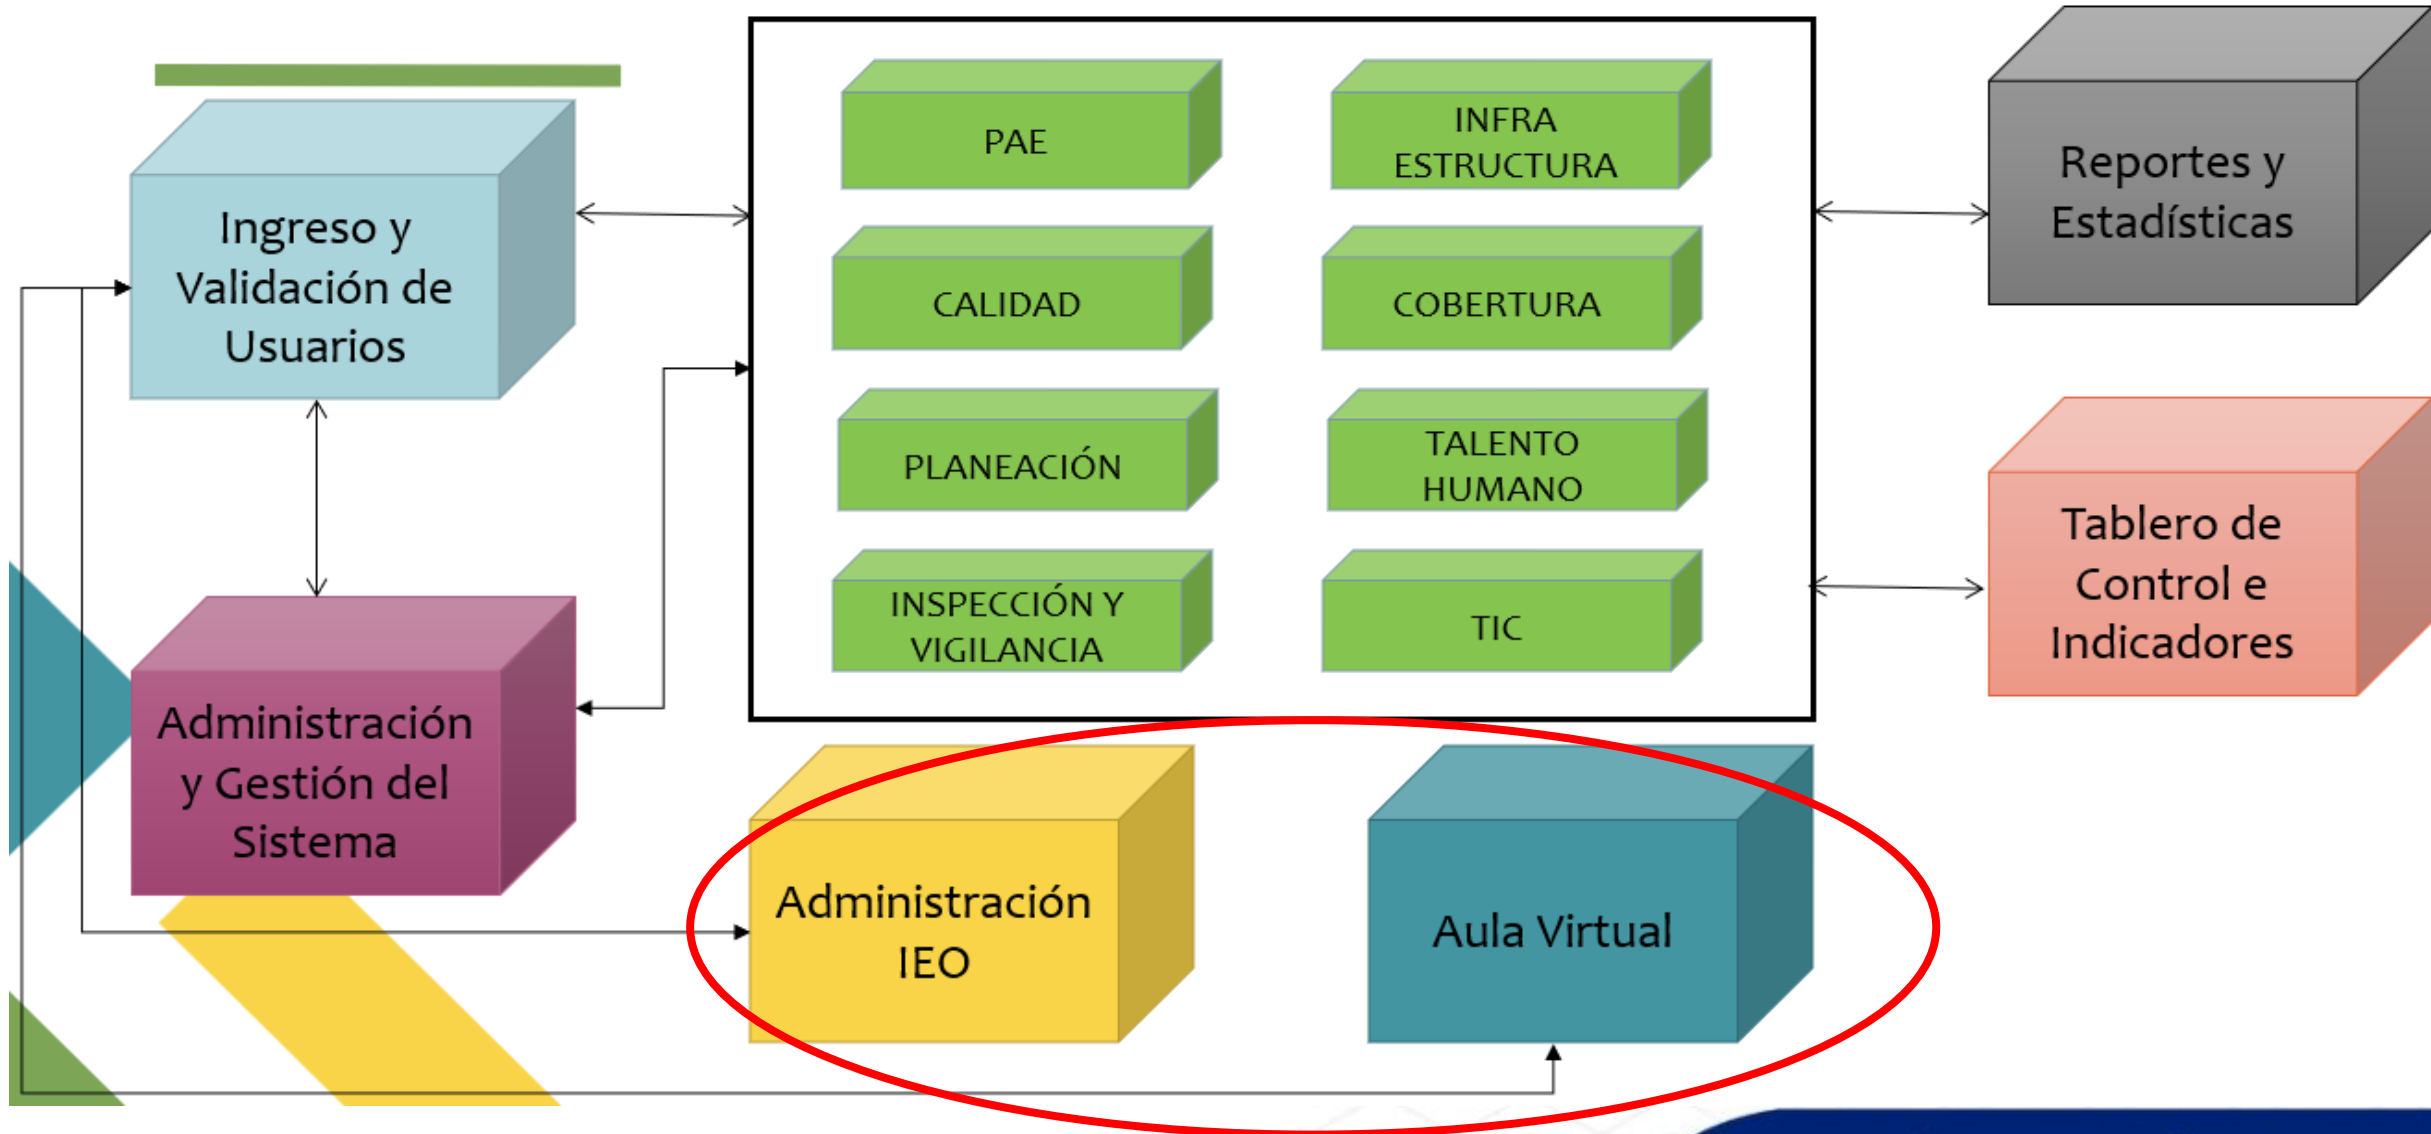 Ingreso y
Validación de
Usuarios
Administración
y Gestión del
Sistema
PAE
INFRA
ESTRUCTURA
CALIDAD
COBERTURA
PLANEACIÓN
TALENTO
HUMANO
INSPECCIÓN Y
VIGILANCIA
TIC
Reportes y
Estadísticas
Tablero de
Control e
Indicadores
Administración
IEO
Aula Virtual